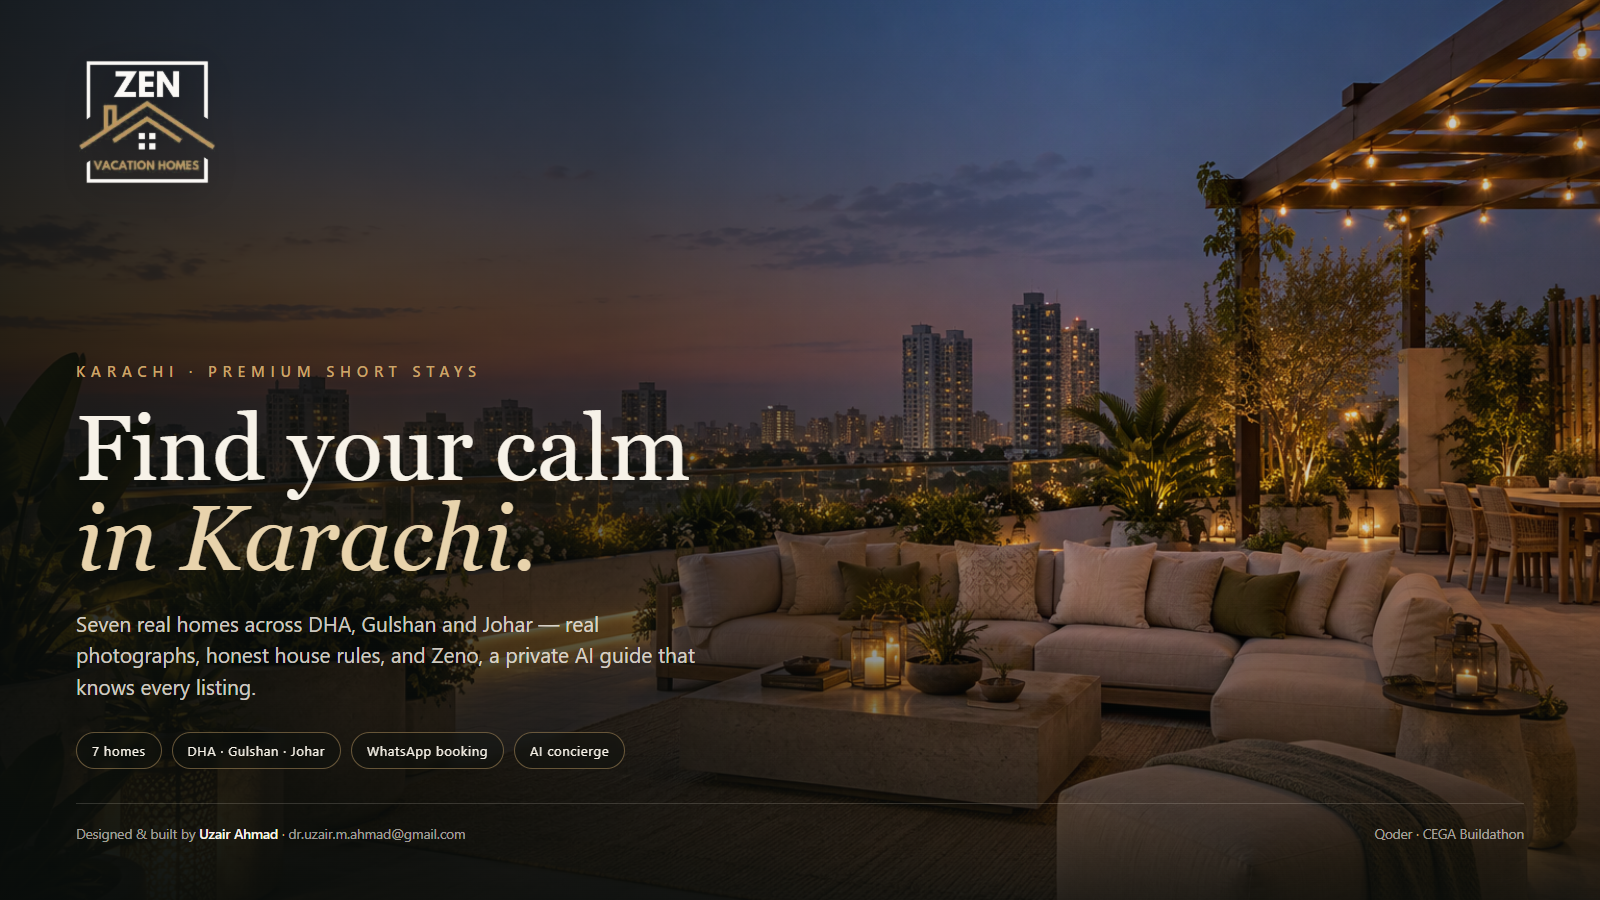 ZEN
VACATION HOMES
KARACHI · PREMIUM SHORT STAYS
Find your calm
in Karachi.
Seven real homes across DHA, Gulshan and Johar — real
photographs, honest house rules, and Zeno, a private AI guide that
knows every listing.
7 homes
DHA · Gulshan · Johar
WhatsApp booking
AI concierge
Designed & built by Uzair Ahmad · dr.uzair.m.ahmad@gmail.com
Qoder · CEGA Buildathon